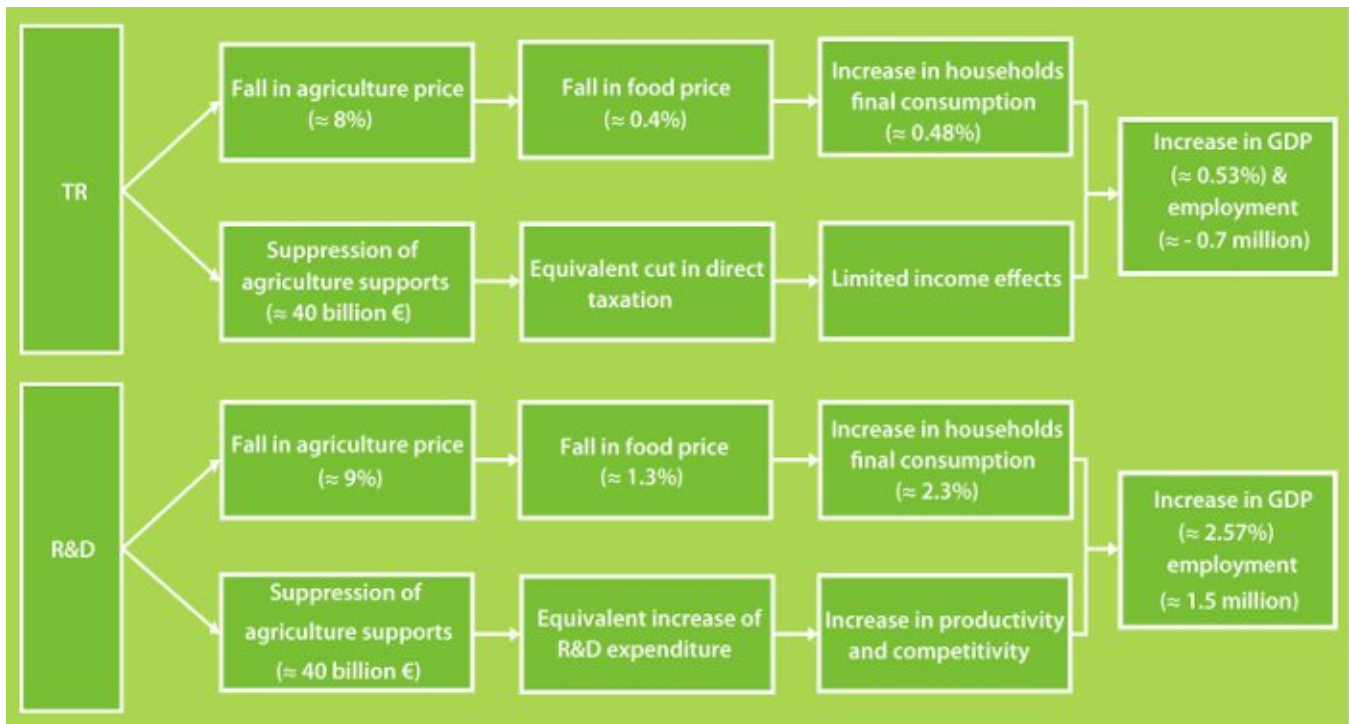 TR
Fall in agriculture price
(≈ 8%)
Fall in food price
(≈ 0.4%)
Increase in households
final consumption
(≈ 0.48%)
Suppression of
agriculture supports
(≈ 40 billion €)
Equivalent cut in direct
taxation
Limited income effects
Increase in GDP
(≈ 0.53%) &
employment
(≈ - 0.7 million)
R&D
Fall in agriculture price
(≈ 9%)
Fall in food price
(≈ 1.3%)
Increase in households
final consumption
(≈ 2.3%)
Suppression of
agriculture supports
(≈ 40 billion €)
Equivalent increase of
R&D expenditure
Increase in productivity
and competitivity
Increase in GDP
(≈ 2.57%)
employment
(≈ 1.5 million)